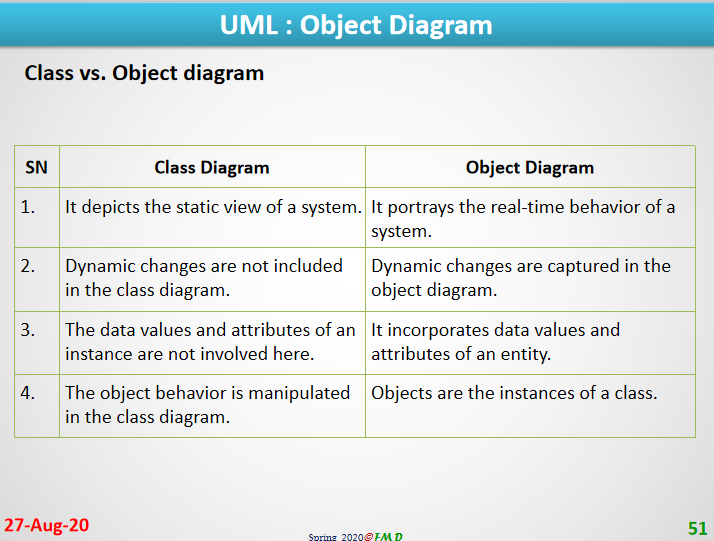 UML : Object Diagram
Class vs. Object diagram
SN Class Diagram Object Diagram
1. It depicts the static view of a system. It portrays the real-time behavior of a
system.
2. Dynamic changes are not included Dynamic changes are captured in the
in the class diagram. object diagram.
3. The data values and attributes of an It incorporates data values and
instance are not involved here. attributes of an entity.
4. The object behavior is manipulated Objects are the instances of a class.
in the class diagram.
27-Aug-20 Spring 2020@FMD 51